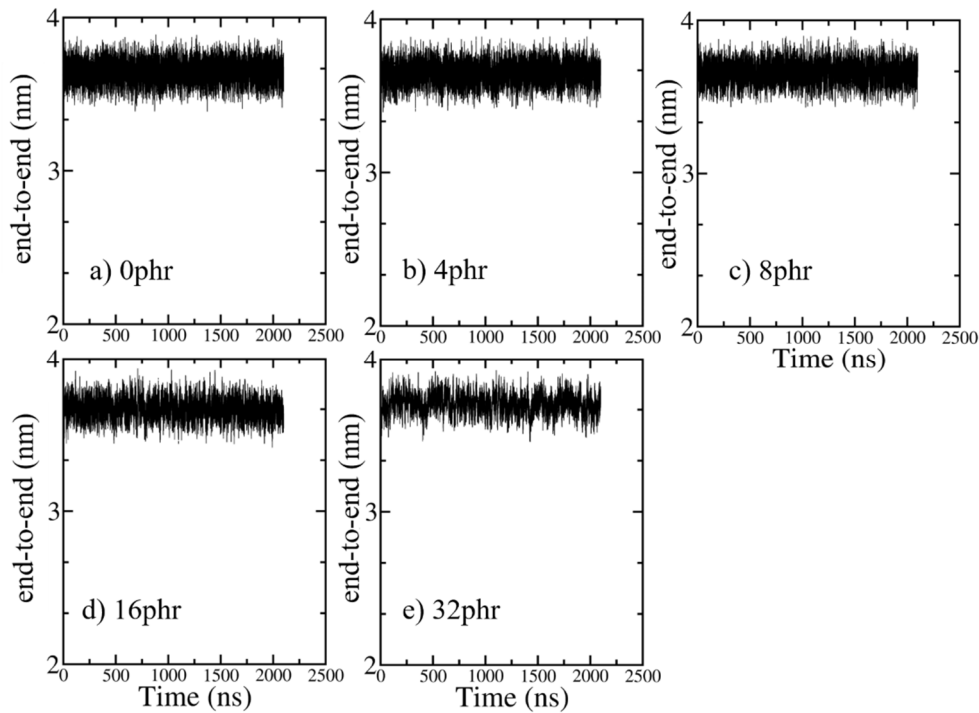 4
3
2
end-to-end (nm)
a) 0phr
0 500 1000 1500 2000 2500
4
3
2
end-to-end (nm)
b) 4phr
0 500 1000 1500 2000 2500
4
3
2
end-to-end (nm)
c) 8phr
0 500 1000 1500 2000 2500
Time (ns)
4
3
2
end-to-end (nm)
d) 16phr
0 500 1000 1500 2000 2500
Time (ns)
4
3
2
end-to-end (nm)
e) 32phr
0 500 1000 1500 2000 2500
Time (ns)